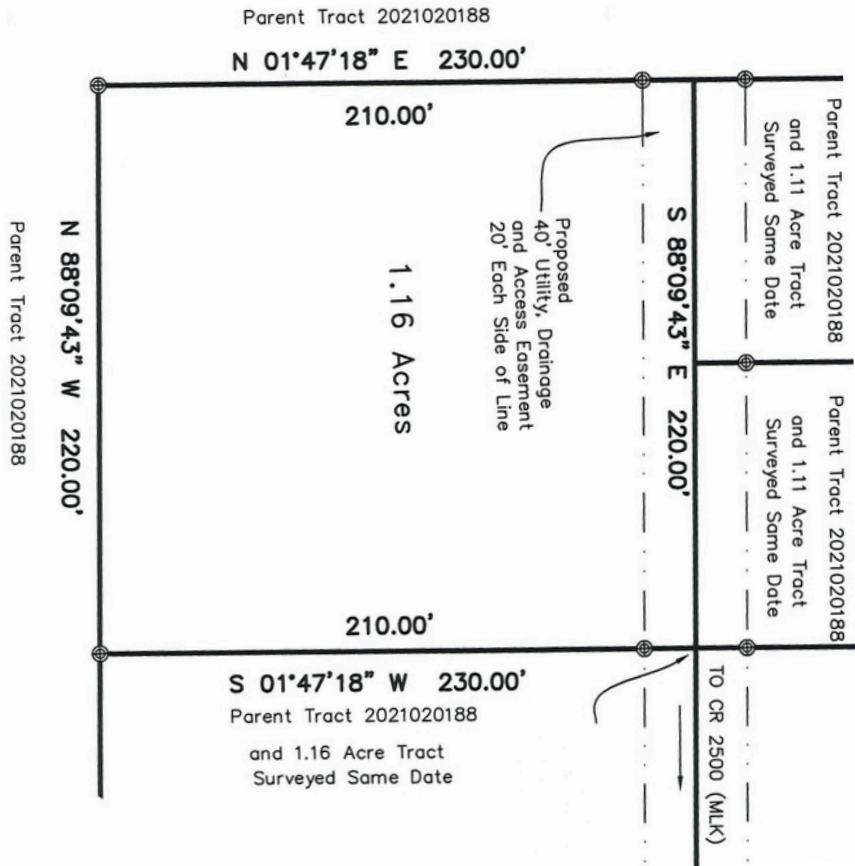 Parent Tract 2021020188
N 01°47'18" E 230.00'
210.00'
Parent Tract 2021020188
and 1.11 Acre Tract
Surveyed Same Date
Proposed
40' Utility, Drainage
and Access Easement
20' Each Side of Line
S 88°09'43" E 220.00'
1.16 Acres
N 88°09'43" W 220.00'
Parent Tract 2021020188
Parent Tract 2021020188
and 1.11 Acre Tract
Surveyed Same Date
210.00'
S 01°47'18" W 230.00'
Parent Tract 2021020188
and 1.16 Acre Tract
Surveyed Same Date
TO CR 2500 (MLK)